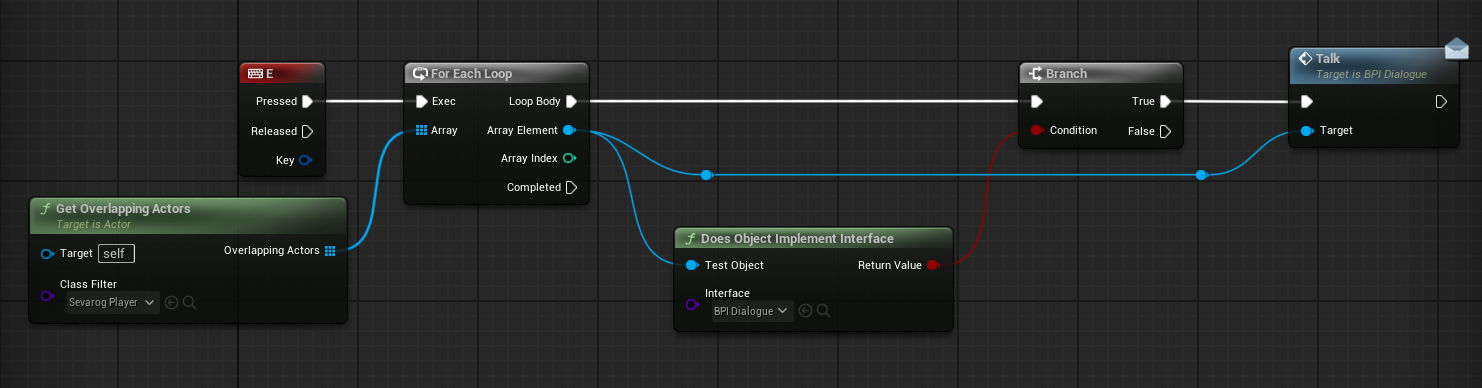 E
Pressed
Released
Key
Get Overlapping Actors
Target is Actor
Target self
Overlapping Actors
Class Filter
Sevarog Player
For Each Loop
Exec
Loop Body
Array
Array Element
Array Index
Completed
Does Object Implement Interface
Test Object
Return Value
Interface
BPI Dialogue
Branch
True
Condition
False
Talk
Target is BPI Dialogue
Target